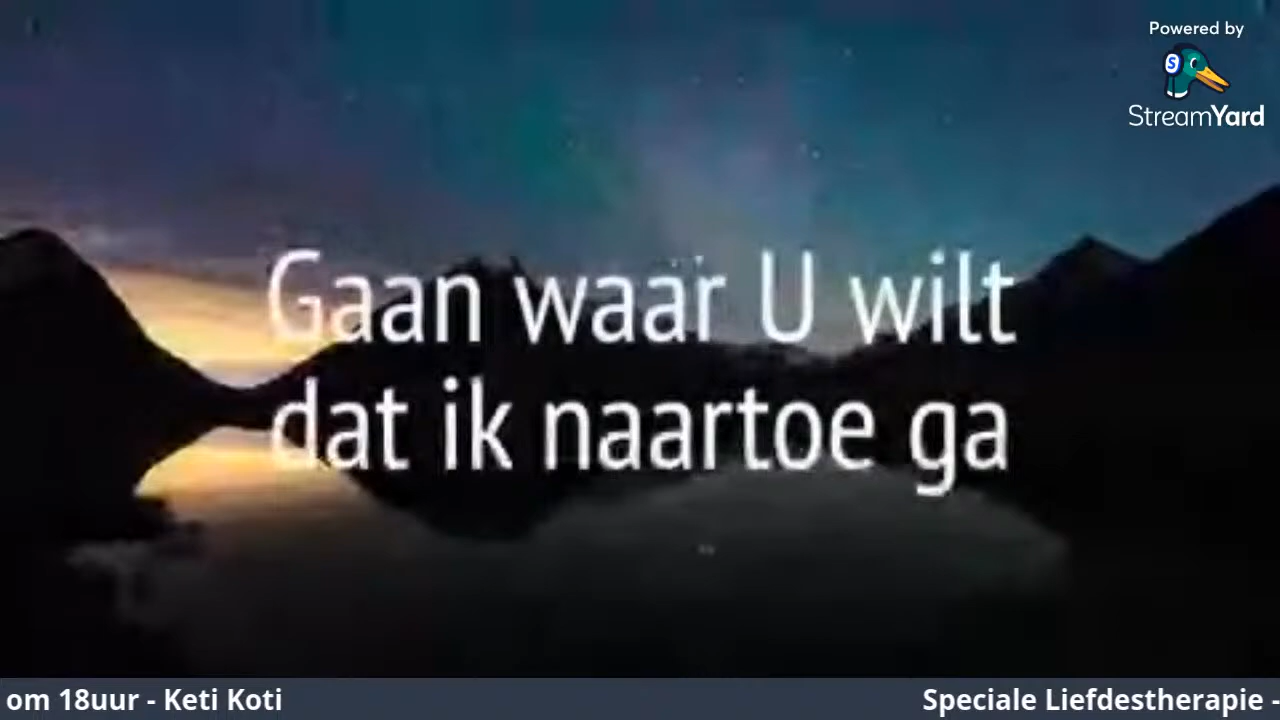 Powered by
S
StreamYard
Gaan waar U wilt
dat ik naartoe ga
om 18uur - Keti Koti
Speciale Liefdestherapie -